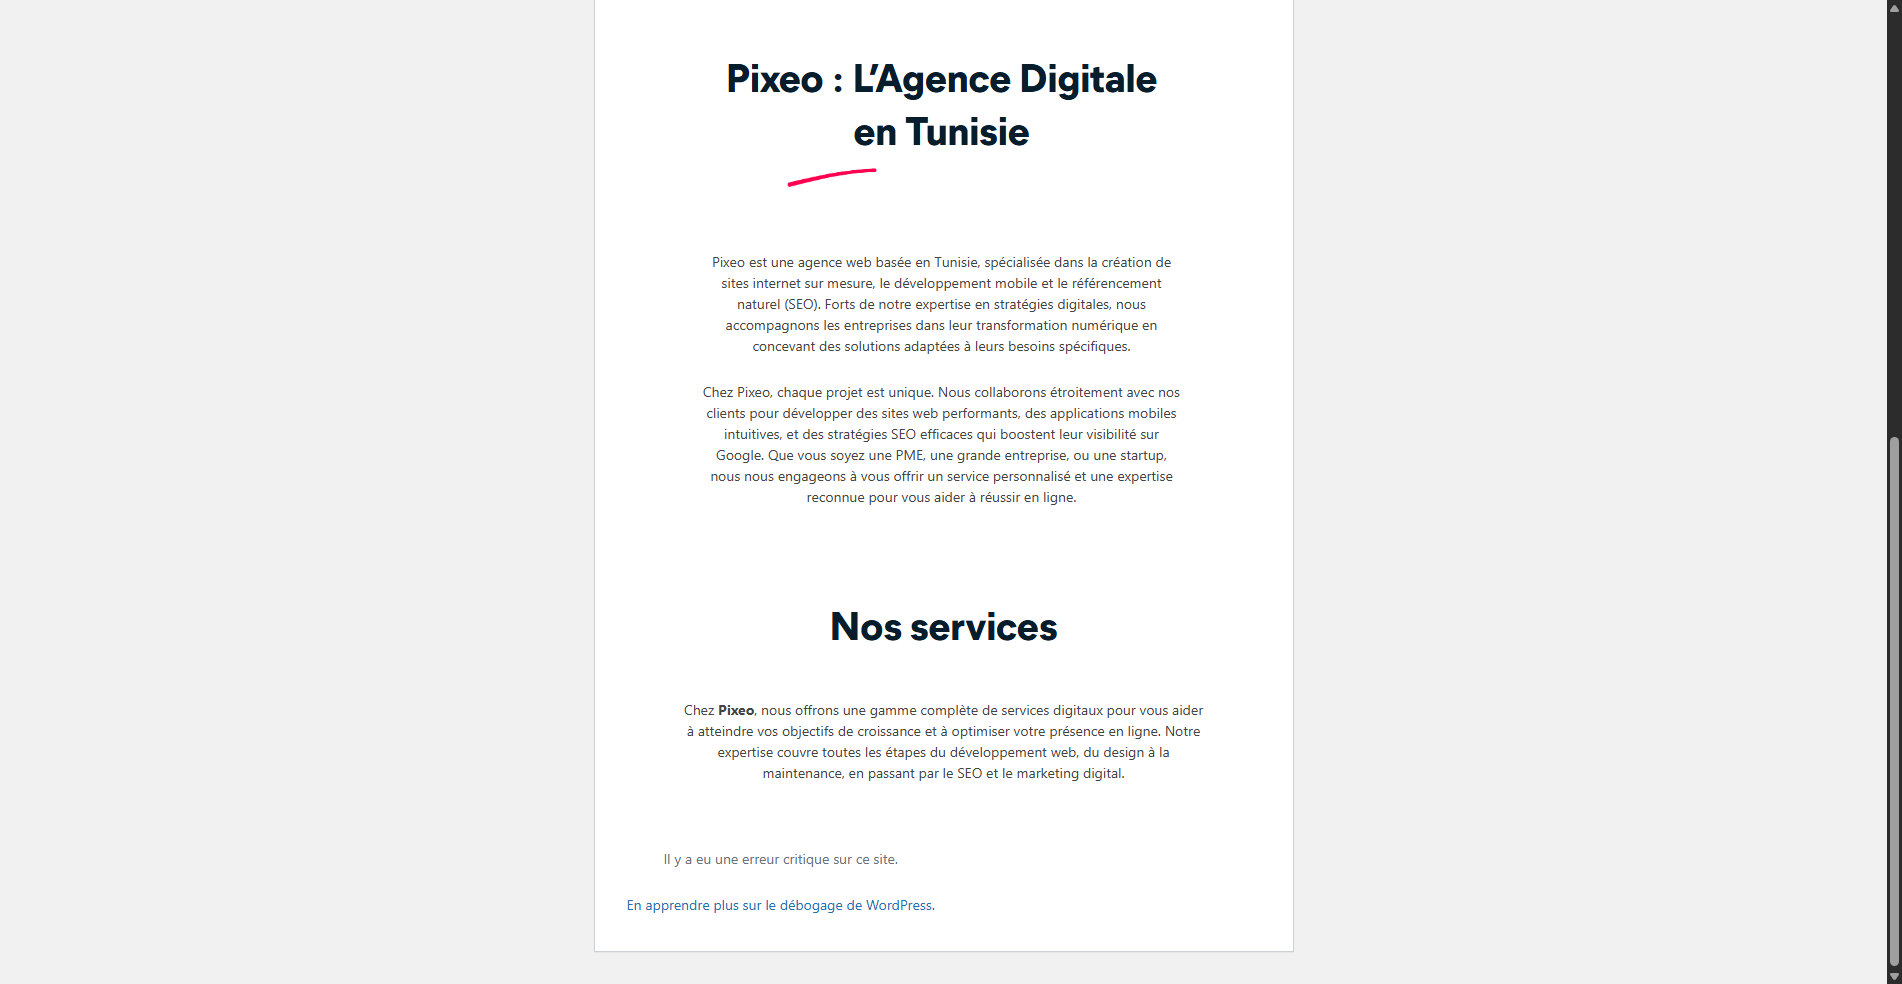 Pixeo : L’Agence Digitale
en Tunisie
Pixeo est une agence web basée en Tunisie, spécialisée dans la création de
sites internet sur mesure, le développement mobile et le référencement
naturel (SEO). Forts de notre expertise en stratégies digitales, nous
accompagnons les entreprises dans leur transformation numérique en
concevant des solutions adaptées à leurs besoins spécifiques.
Chez Pixeo, chaque projet est unique. Nous collaborons étroitement avec nos
clients pour développer des sites web performants, des applications mobiles
intuitives, et des stratégies SEO efficaces qui boostent leur visibilité sur
Google. Que vous soyez une PME, une grande entreprise, ou une startup,
nous nous engageons à vous offrir un service personnalisé et une expertise
reconnue pour vous aider à réussir en ligne.
Nos services
Chez Pixeo, nous offrons une gamme complète de services digitaux pour vous aider
à atteindre vos objectifs de croissance et à optimiser votre présence en ligne. Notre
expertise couvre toutes les étapes du développement web, du design à la
maintenance, en passant par le SEO et le marketing digital.
Il y a eu une erreur critique sur ce site.
En apprendre plus sur le débogage de WordPress.